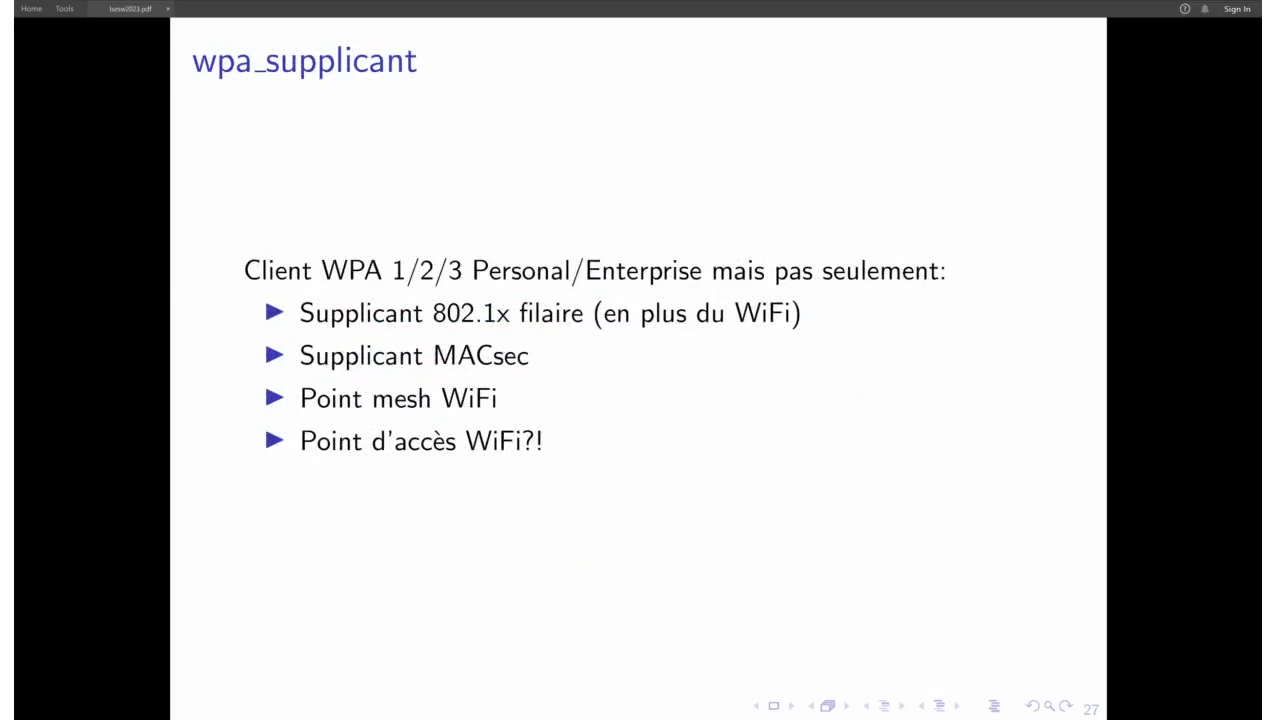 Home Tools lsesw2023.pdf × Sign In
wpa_supplicant
Client WPA 1/2/3 Personal/Enterprise mais pas seulement:
Supplicant 802.1x filaire (en plus du WiFi)
Supplicant MACsec
Point mesh WiFi
Point d'accès WiFi?!
27